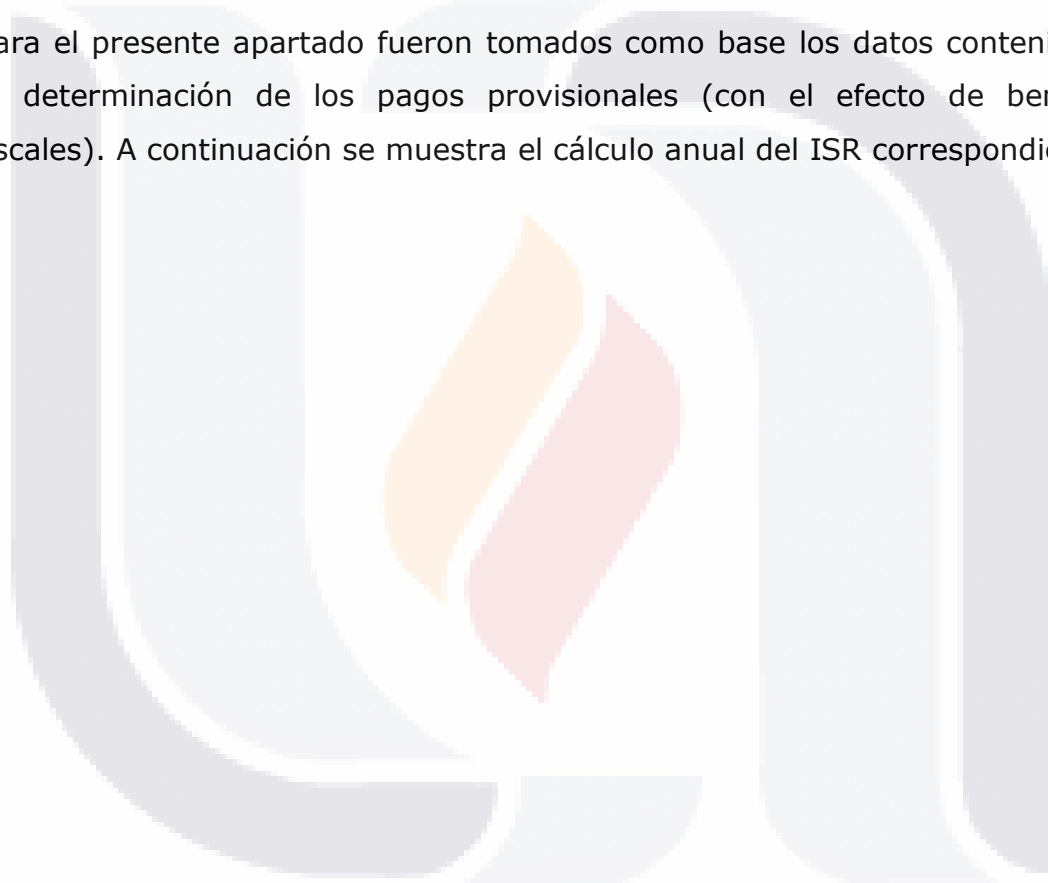 ara el presente apartado fueron tomados como base los datos conteni
determinación de los pagos provisionales (con el efecto de ber
scales). A continuación se muestra el cálculo anual del ISR correspondi